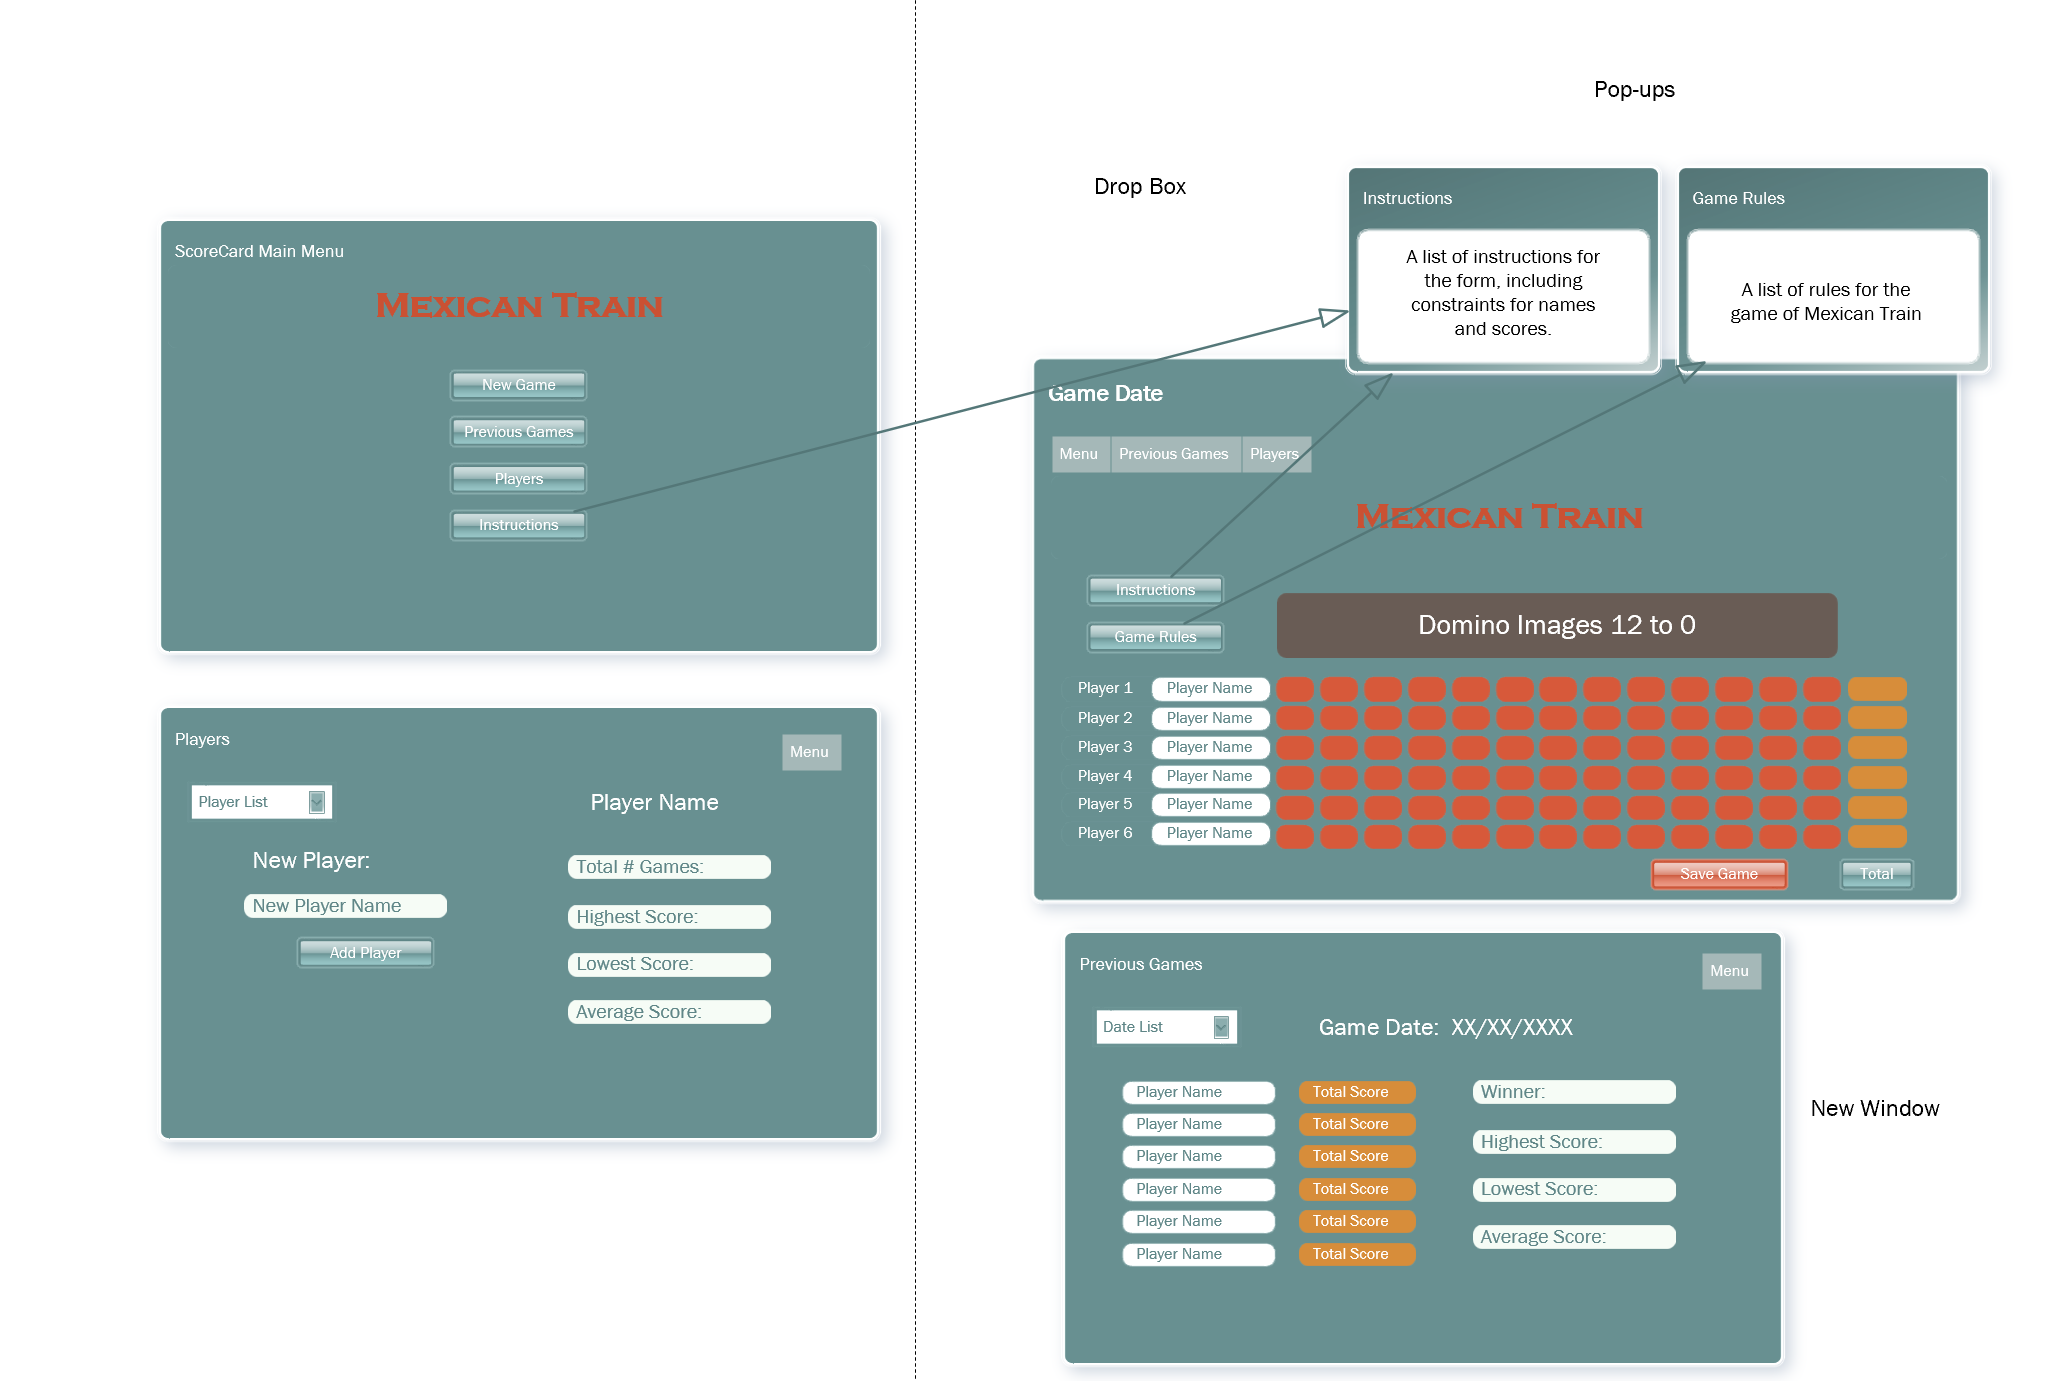 Pop-ups
Drop Box
ScoreCard Main Menu
Mexican Train
New Game
Previous Games
Players
Instructions
Players
Menu
Player List
Player Name
New Player:
New Player Name
Add Player
Total # Games:
Highest Score:
Lowest Score:
Average Score:
Instructions
A list of instructions for
the form, including
constraints for names
and scores.
Game Rules
A list of rules for the
game of Mexican Train
Game Date
Menu Previous Games Players
Mexican Train
Instructions
Game Rules
Domino Images 12 to 0
Player 1 Player Name
Player 2 Player Name
Player 3 Player Name
Player 4 Player Name
Player 5 Player Name
Player 6 Player Name
Save Game Total
Previous Games
Menu
Date List
Game Date: XX/XX/XXXX
Player Name Total Score
Player Name Total Score
Player Name Total Score
Player Name Total Score
Player Name Total Score
Player Name Total Score
Winner:
Highest Score:
Lowest Score:
Average Score:
New Window